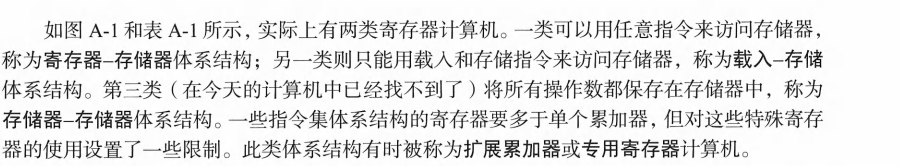 如图 A-1 和表 A-1 所示，实际上有两类寄存器计算机。一类可以用任意指令来访问存储器，
称为寄存器–存储器体系结构；另一类则只能用载入和存储指令来访问存储器，称为载入–存储
体系结构。第三类（在今天的计算机中已经找不到了）将所有操作数都保存在存储器中，称为
存储器–存储器体系结构。一些指令集体系结构的寄存器要多于单个累加器，但对这些特殊寄存
器的使用设置了一些限制。此类体系结构有时被称为扩展累加器或专用寄存器计算机。